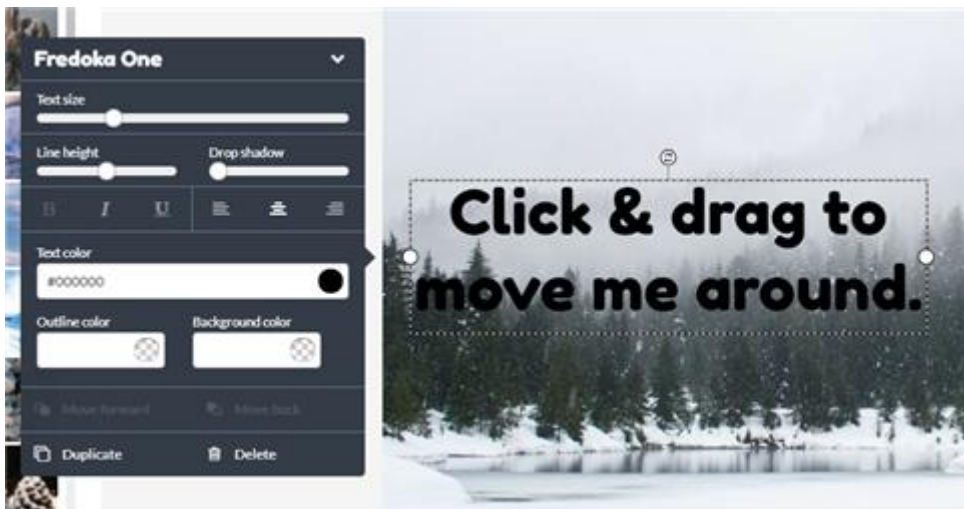 Fredoka One
Text size
Line height
Drop shadow
B I U
Text color
#000000
Outline color
Background color
Move forward
Move back
Duplicate
Delete
Click & drag to
move me around.